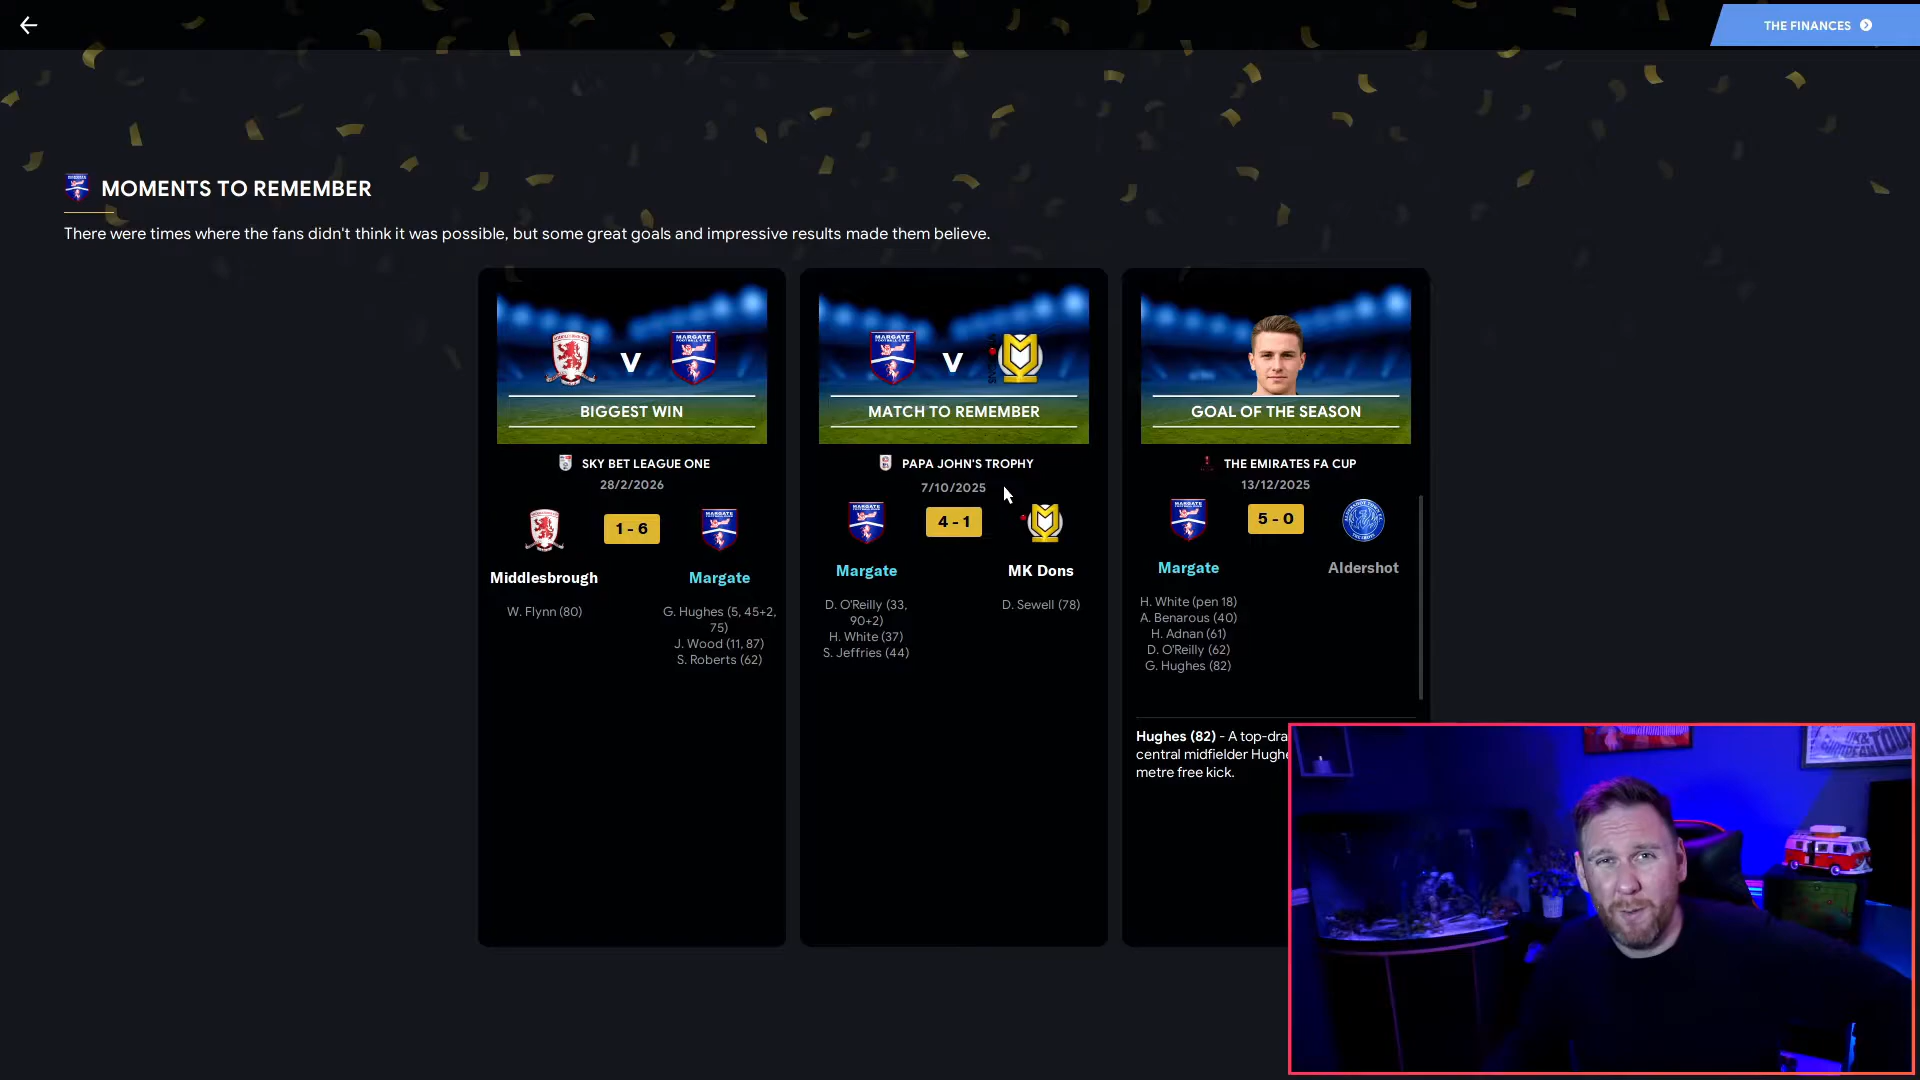 THE FINANCES
MOMENTS TO REMEMBER
There were times where the fans didn't think it was possible, but some great goals and impressive results made them believe.
MARGATE
V
BIGGEST WIN
SKY BET LEAGUE ONE
28/2/2026
1 - 6
Middlesbrough
Margate
W. Flynn (80)
G. Hughes (5, 45+2,
75)
J. Wood (11, 87)
S. Roberts (62)
MARGATE
V
MATCH TO REMEMBER
PAPA JOHN'S TROPHY
7/10/2025
4 - 1
Margate
MK Dons
D. O'Reilly (33,
90+2)
H. White (37)
S. Jeffries (44)
D. Sewell (78)
GOAL OF THE SEASON
THE EMIRATES FA CUP
13/12/2025
5 - 0
Margate
Aldershot
H. White (pen 18)
A. Benarous (40)
H. Adnan (61)
D. O'Reilly (62)
G. Hughes (82)
Hughes (82) - A top-dra
central midfielder Hughe
metre free kick.